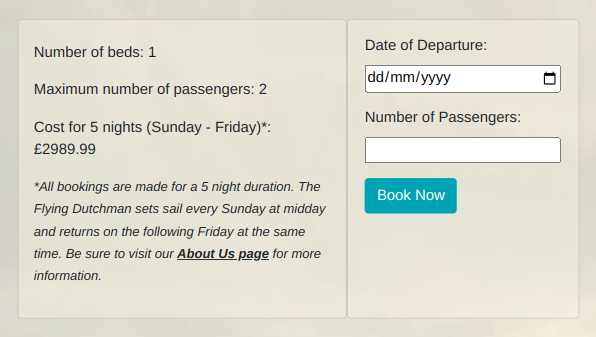 Number of beds: 1
Maximum number of passengers: 2
Cost for 5 nights (Sunday - Friday)*:
£2989.99
*All bookings are made for a 5 night duration. The
Flying Dutchman sets sail every Sunday at midday
and returns on the following Friday at the same
time. Be sure to visit our About Us page for more
information.
Date of Departure:
dd/mm/yyyy
Number of Passengers:
Book Now